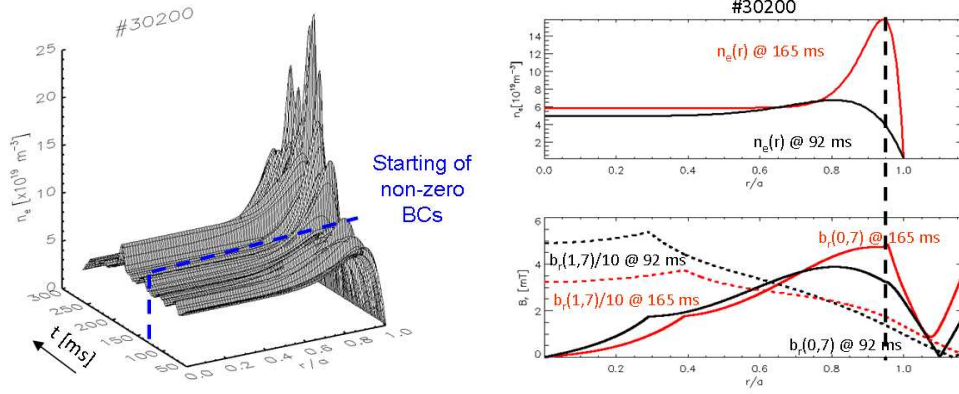 #30200
25
20
15
10
5
0
n_e [x10^19 m^-3]
Starting of
non-zero
BCs
300
250
200
150
100
50
t [ms]
0.0
0.2
0.4
0.6
0.8
1.0
r/a
#30200
14
12
10
8
6
4
2
n_e [10^19 m^-3]
n_e(r) @ 165 ms
n_e(r) @ 92 ms
0.0
0.2
0.4
0.6
0.8
1.0
r/a
6
4
2
0
B_r [mT]
b_r(1,7)/10 @ 92 ms
b_r(0,7) @ 165 ms
b_r(1,7)/10 @ 165 ms
b_r(0,7) @ 92 ms
0.0
0.2
0.4
0.6
0.8
1.0
r/a